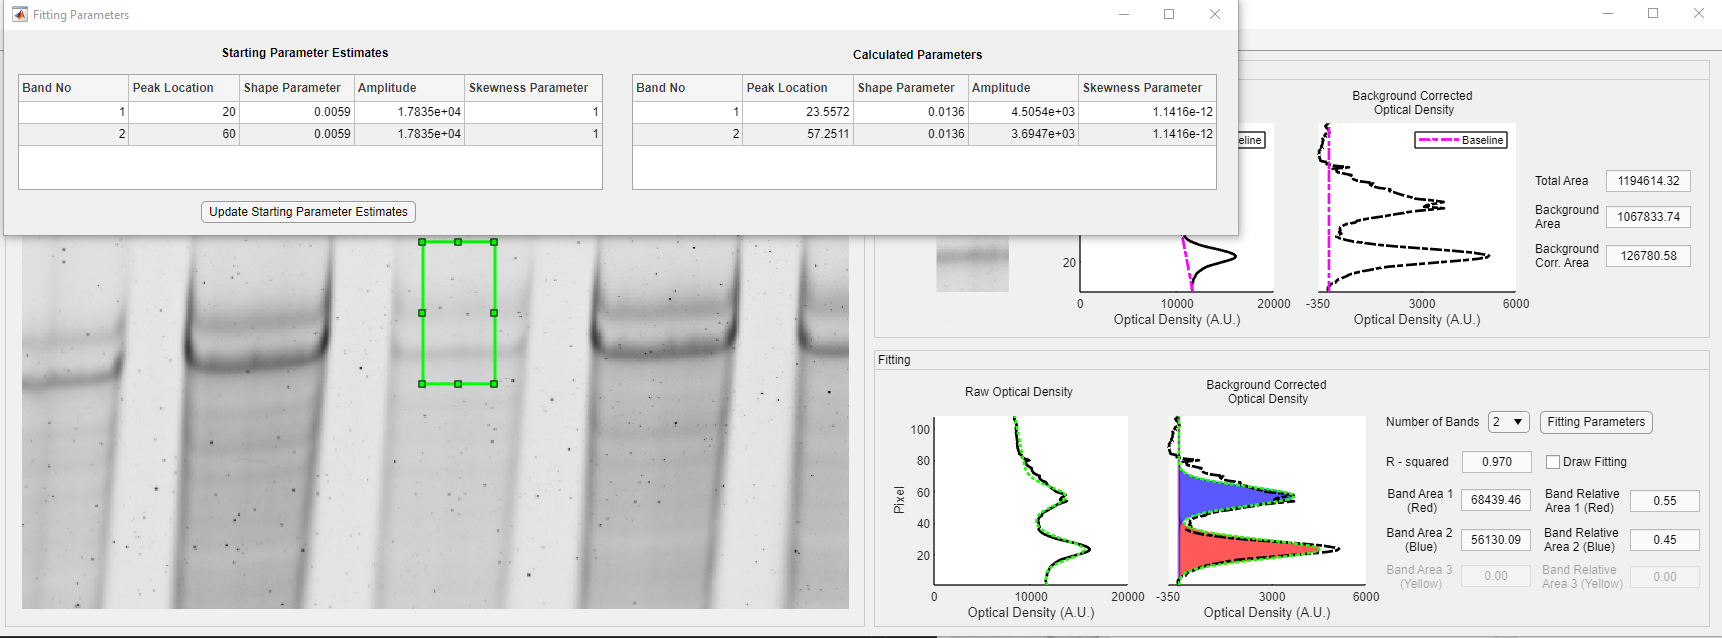 Fitting Parameters
Starting Parameter Estimates
Band No Peak Location Shape Parameter Amplitude Skewness Parameter
1 20 0.0059 1.7835e+04 1
2 60 0.0059 1.7835e+04 1
Update Starting Parameter Estimates
Calculated Parameters
Band No Peak Location Shape Parameter Amplitude Skewness Parameter
1 23.5572 0.0136 4.5054e+03 1.1416e-12
2 57.2511 0.0136 3.6947e+03 1.1416e-12
eline
20
0 10000 20000
Optical Density (A.U.)
Background Corrected
Optical Density
Baseline
-350 3000 6000
Optical Density (A.U.)
Total Area 1194614.32
Background
Area
1067833.74
Background
Corr. Area
126780.58
Fitting
Raw Optical Density
100
80
60
40
20
Pixel
0 10000 20000
Optical Density (A.U.)
Background Corrected
Optical Density
-350 3000 6000
Optical Density (A.U.)
Number of Bands 2 Fitting Parameters
R - squared 0.970 Draw Fitting
Band Area 1
(Red)
68439.46
Band Relative
Area 1 (Red)
0.55
Band Area 2
(Blue)
56130.09
Band Relative
Area 2 (Blue)
0.45
Band Area 3
(Yellow)
0.00
Band Relative
Area 3 (Yellow)
0.00